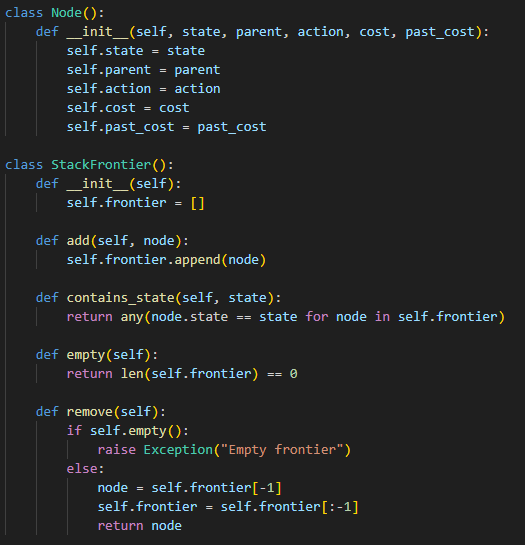 class Node():
    def __init__(self, state, parent, action, cost, past_cost):
        self.state = state
        self.parent = parent
        self.action = action
        self.cost = cost
        self.past_cost = past_cost

class StackFrontier():
    def __init__(self):
        self.frontier = []

    def add(self, node):
        self.frontier.append(node)

    def contains_state(self, state):
        return any(node.state == state for node in self.frontier)

    def empty(self):
        return len(self.frontier) == 0

    def remove(self):
        if self.empty():
            raise Exception("Empty frontier")
        else:
            node = self.frontier[-1]
            self.frontier = self.frontier[:-1]
            return node